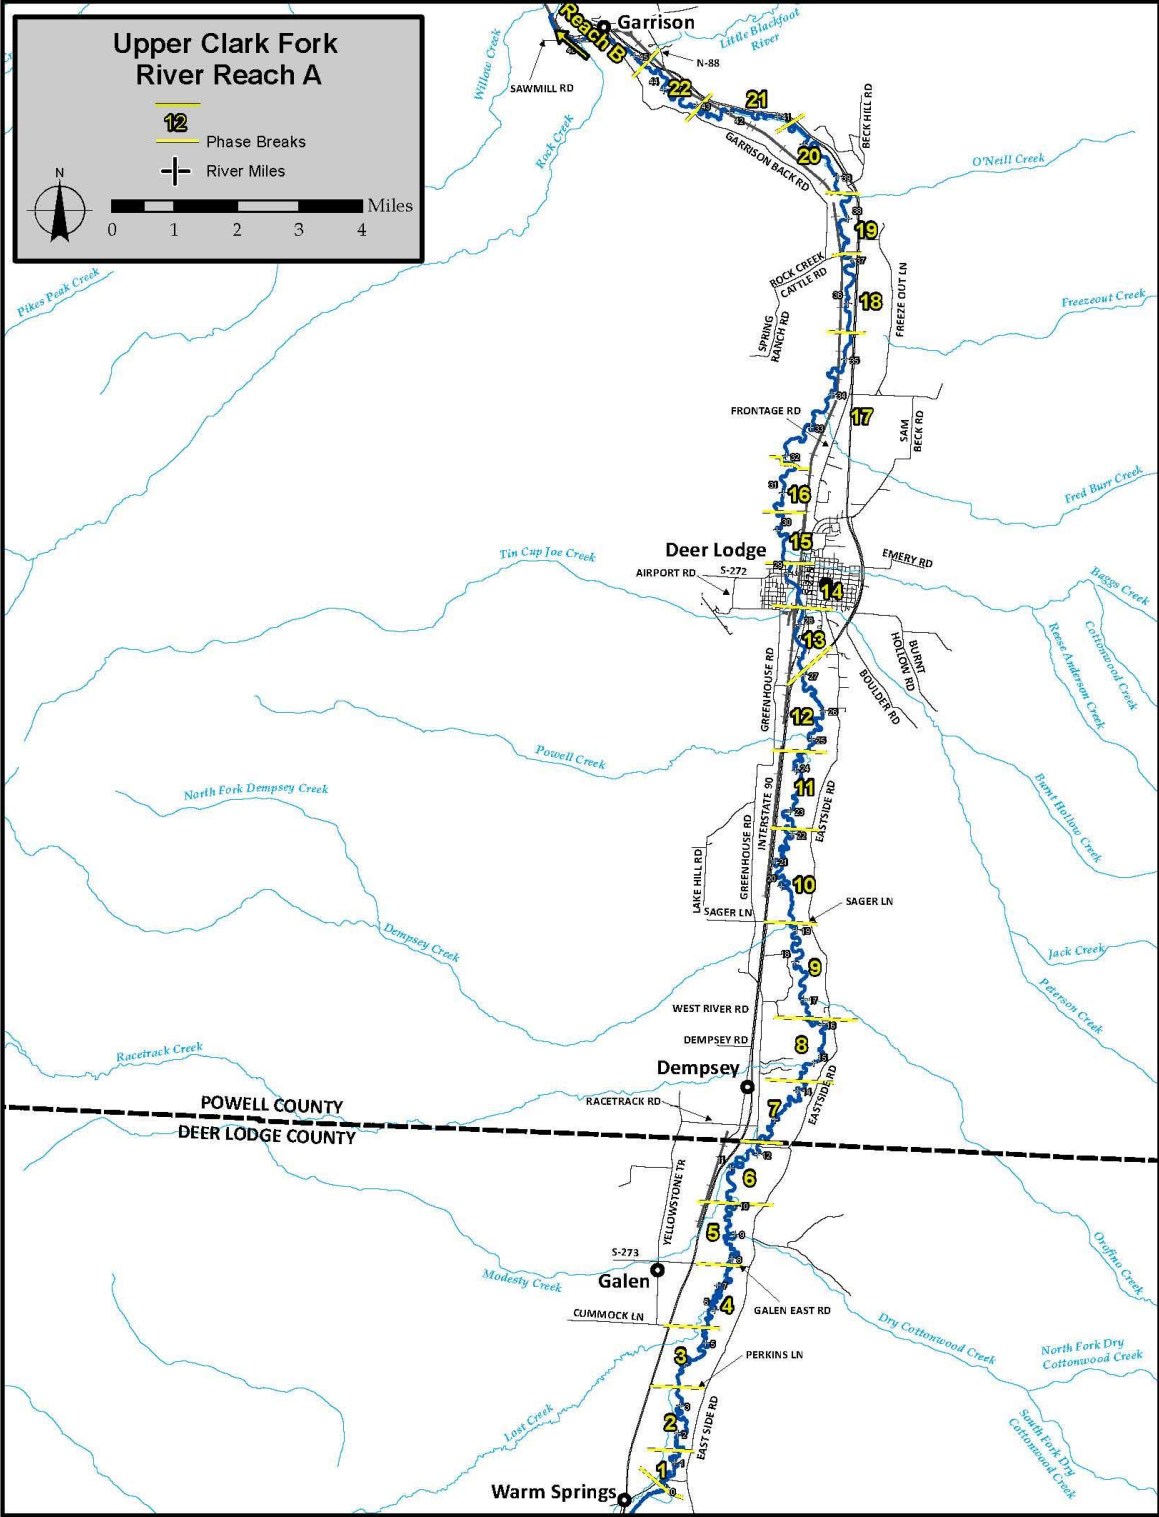 Upper Clark Fork
River Reach A
12
Phase Breaks
River Miles
N
Miles
0 1 2 3 4
Reach B
Garrison
Little Blackfoot
River
N-88
Willow Creek
SAWMILL RD
Rock Creek
22
21
20
BECK HILL RD
GARRISON BACK RD
O'Neill Creek
19
ROCK CREEK
CATTLE RD
Pikes Peak Creek
18
FREEZE OUT LN
Freezeout Creek
SPRING
RANCH RD
FRONTAGE RD
17
SAM
BECK RD
16
Fred Burr Creek
15
Deer Lodge
Tin Cup Joe Creek
EMERY RD
AIRPORT RD
S-272
14
Baggs Creek
Cottonwood Creek
Reese Anderson Creek
13
BURNT
HOLLOW RD
BOULDER RD
GREENHOUSE RD
12
Powell Creek
North Fork Dempsey Creek
11
EASTSIDE RD
INTERSTATE 90
GREENHOUSE RD
Burnt Hollow Creek
LAKE HILL RD
10
SAGER LN
SAGER LN
Dempsey Creek
Jack Creek
9
Peterson Creek
WEST RIVER RD
DEMPSEY RD
8
Racetrack Creek
Dempsey
EASTSIDE RD
RACETRACK RD
7
POWELL COUNTY
DEER LODGE COUNTY
6
YELLOWSTONE TR
5
S-273
Galen
Modesty Creek
Orofino Creek
4
GALEN EAST RD
CUMMOCK LN
Dry Cottonwood Creek
North Fork Dry
Cottonwood Creek
3
PERKINS LN
2
EAST SIDE RD
Lost Creek
South Fork Dry
Cottonwood Creek
1
Warm Springs